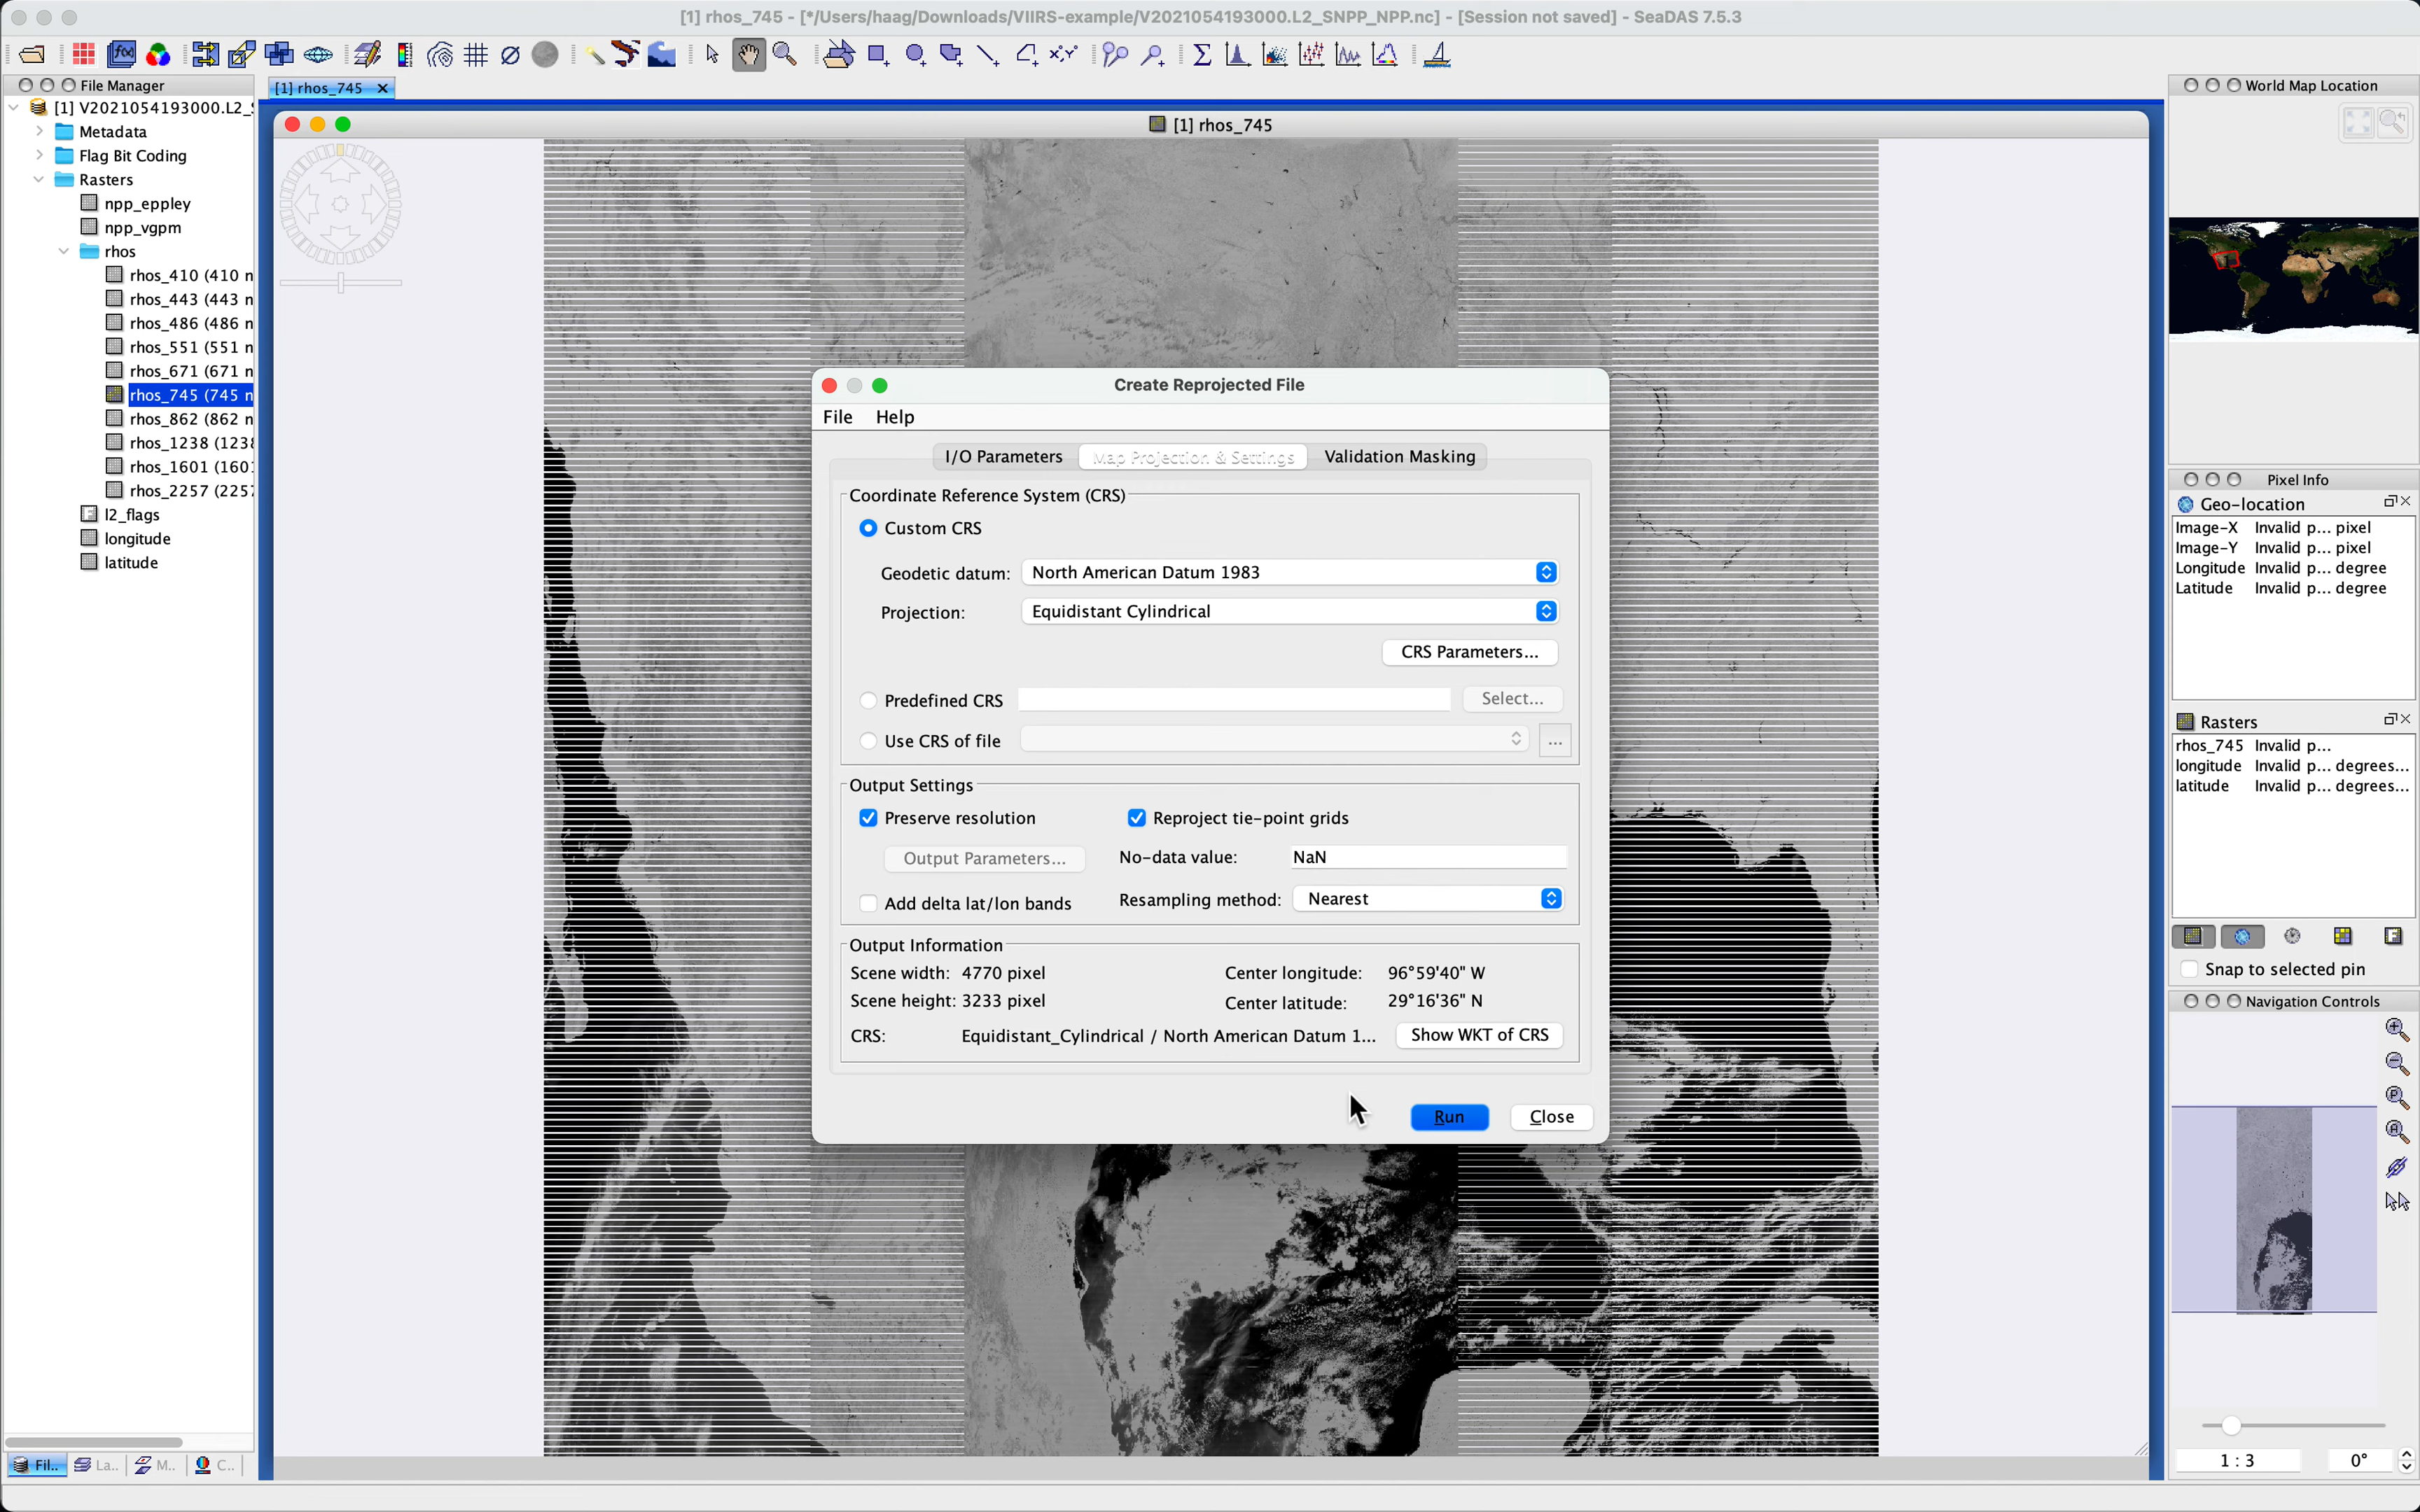 [1] rhos_745 - [*/Users/haag/Downloads/VIIRS-example/V2021054193000.L2_SNPP_NPP.nc] - [Session not saved] - SeaDAS 7.5.3
File Manager
[1] V2021054193000.L2_S
Metadata
Flag Bit Coding
Rasters
npp_eppley
npp_vgpm
rhos
rhos_410 (410 n
rhos_443 (443 n
rhos_486 (486 n
rhos_551 (551 n
rhos_671 (671 n
rhos_745 (745 n
rhos_862 (862 n
rhos_1238 (1238
rhos_1601 (1601
rhos_2257 (2257
l2_flags
longitude
latitude
Fil..
La..
M..
C..
[1] rhos_745
[1] rhos_745
Create Reprojected File
File Help
I/O Parameters Map Projection & Settings Validation Masking
Coordinate Reference System (CRS)
Custom CRS
Geodetic datum: North American Datum 1983
Projection: Equidistant Cylindrical
CRS Parameters...
Predefined CRS Select...
Use CRS of file ...
Output Settings
Preserve resolution Reproject tie-point grids
Output Parameters... No-data value: NaN
Add delta lat/lon bands Resampling method: Nearest
Output Information
Scene width: 4770 pixel Center longitude: 96°59'40" W
Scene height: 3233 pixel Center latitude: 29°16'36" N
CRS: Equidistant_Cylindrical / North American Datum 1... Show WKT of CRS
Run Close
World Map Location
Pixel Info
Geo-location
Image-X Invalid p... pixel
Image-Y Invalid p... pixel
Longitude Invalid p... degree
Latitude Invalid p... degree
Rasters
rhos_745 Invalid p...
longitude Invalid p... degrees...
latitude Invalid p... degrees...
Snap to selected pin
Navigation Controls
1 : 3 0°